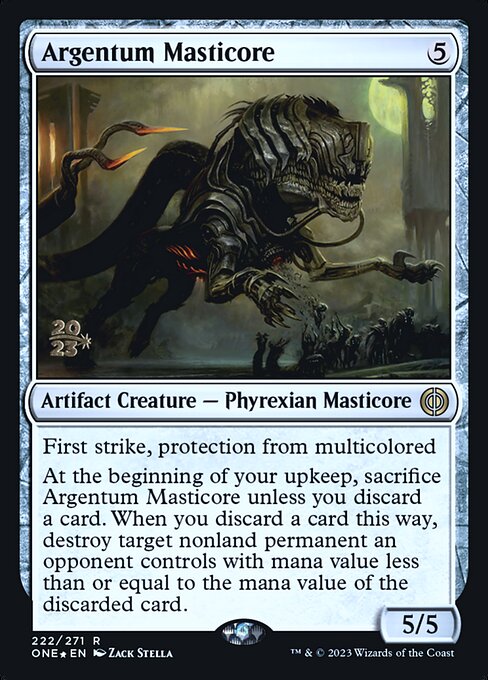 Argentum Masticore 5
20
23*
Artifact Creature — Phyrexian Masticore
First strike, protection from multicolored
At the beginning of your upkeep, sacrifice
Argentum Masticore unless you discard
a card. When you discard a card this way,
destroy target nonland permanent an
opponent controls with mana value less
than or equal to the mana value of the
discarded card.
5/5
222/271 R
ONE★EN Zack Stella
™ & © 2023 Wizards of the Coast